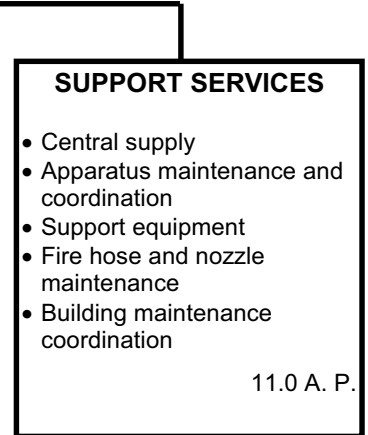 SUPPORT SERVICES
• Central supply
• Apparatus maintenance and
coordination
• Support equipment
• Fire hose and nozzle
maintenance
• Building maintenance
coordination
11.0 A. P.